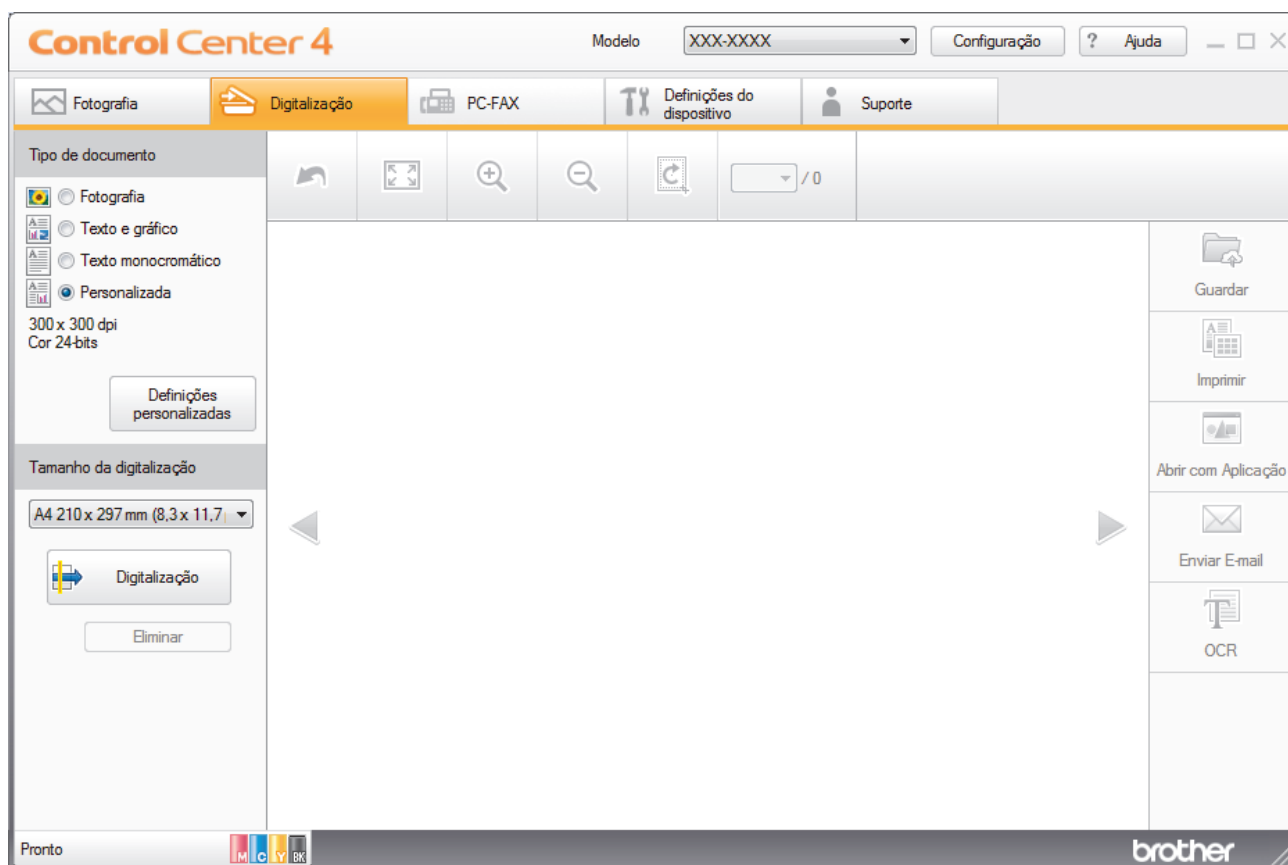 Control Center 4
Modelo
XXX-XXXX
Configuração
? Ajuda
Fotografia
Digitalização
PC-FAX
Definições do
dispositivo
Suporte
Tipo de documento
/ 0
Fotografia
Texto e gráfico
Texto monocromático
Personalizada
300 x 300 dpi
Cor 24-bits
Definições
personalizadas
Tamanho da digitalização
A4 210 x 297 mm (8,3 x 11,7
Digitalização
Eliminar
Guardar
Imprimir
Abrir com Aplicação
Enviar E-mail
OCR
Pronto
M C Y BK
brother